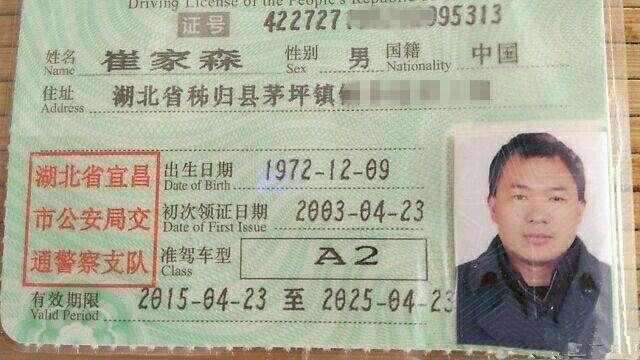 Driving License of the People's Republic
证号 422727 095313
姓名 崔家森 性别 男 国籍 中国
Name Sex Nationality
住址 湖北省秭归县茅坪镇
Address
湖北省宜昌
市公安局交
通警察支队
出生日期 1972-12-09
Date of Birth
初次领证日期 2003-04-23
Date of First Issue
准驾车型 A2
Class
有效期限 2015-04-23 至 2025-04-23
Valid Period